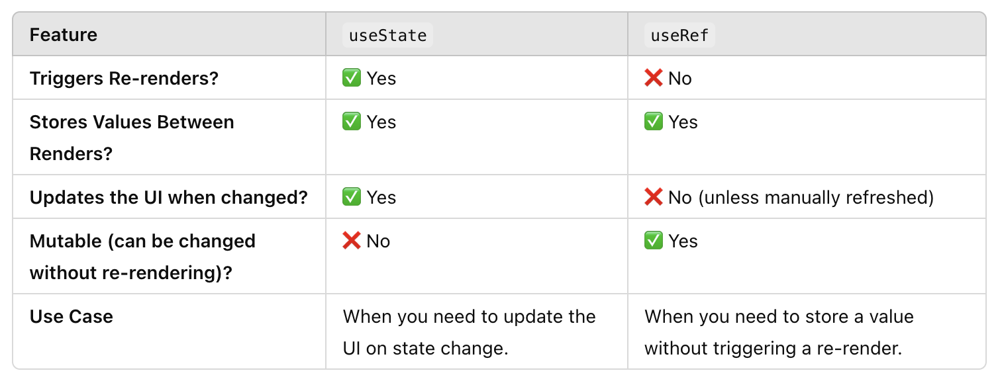 Feature useState useRef
Triggers Re-renders? ✅ Yes ❌ No
Stores Values Between ✅ Yes ✅ Yes
Renders?
Updates the UI when changed? ✅ Yes ❌ No (unless manually refreshed)
Mutable (can be changed ❌ No ✅ Yes
without re-rendering)?
Use Case When you need to update the When you need to store a value
UI on state change. without triggering a re-render.